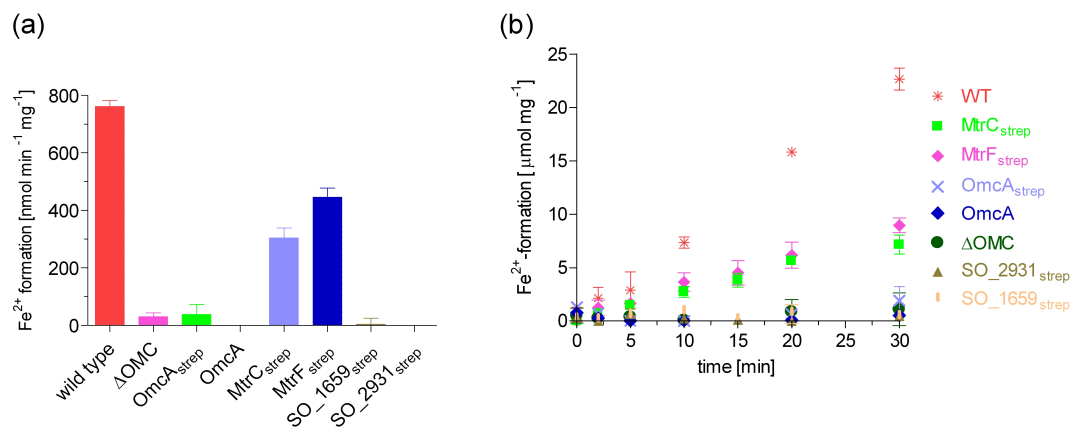 (a)
Fe2+ formation [nmol min -1 mg-1]
800
600
400
200
0
wild type
ΔOMC
OmcAstrep
OmcA
MtrCstrep
MtrFstrep
SO_1659strep
SO_2931strep
(b)
Fe2+-formation [ μmol mg-1]
25
20
15
10
5
0
0
5
10
15
20
25
30
time [min]
WT
MtrCstrep
MtrFstrep
OmcAstrep
OmcA
ΔOMC
SO_2931strep
SO_1659strep